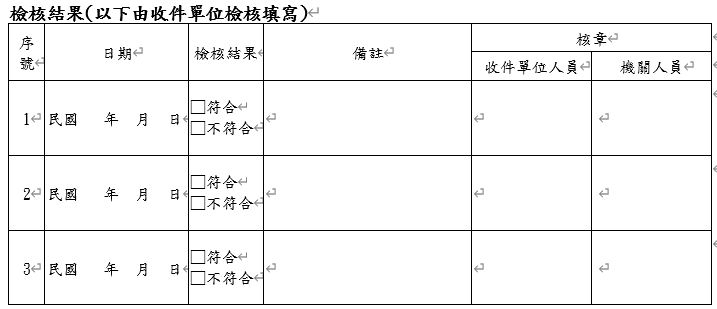 檢核結果(以下由收件單位檢核填寫)
序號 日期 檢核結果 備註 核章
收件單位人員 機關人員
1 民國 年 月 日 □符合
□不符合
2 民國 年 月 日 □符合
□不符合
3 民國 年 月 日 □符合
□不符合